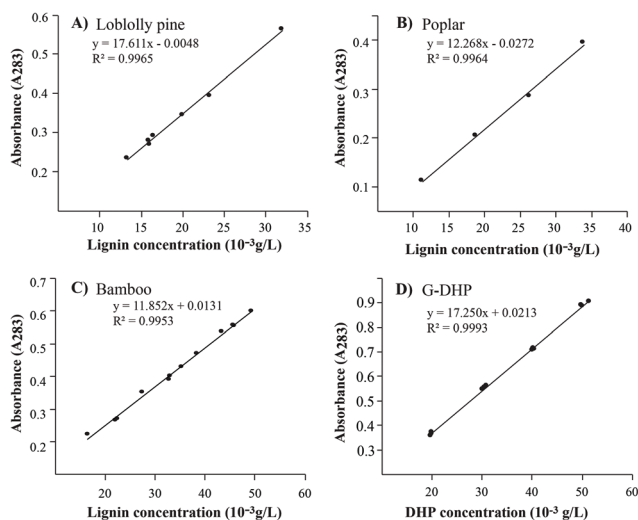 A) Loblolly pine
y = 17.611x - 0.0048
R² = 0.9965
Absorbance (A283)
0.6
0.5
0.4
0.3
0.2
10 15 20 25 30 35
Lignin concentration (10⁻³g/L)
B) Poplar
y = 12.268x - 0.0272
R² = 0.9964
Absorbance (A283)
0.4
0.3
0.2
0.1
10 20 30 40
Lignin concentration (10⁻³g/L)
C) Bamboo
y = 11.852x + 0.0131
R² = 0.9953
Absorbance (A283)
0.7
0.6
0.5
0.4
0.3
0.2
20 30 40 50 60
Lignin concentration (10⁻³g/L)
D) G-DHP
y = 17.250x + 0.0213
R² = 0.9993
Absorbance (A283)
0.9
0.8
0.7
0.6
0.5
0.4
0.3
20 30 40 50 60
DHP concentration (10⁻³ g/L)